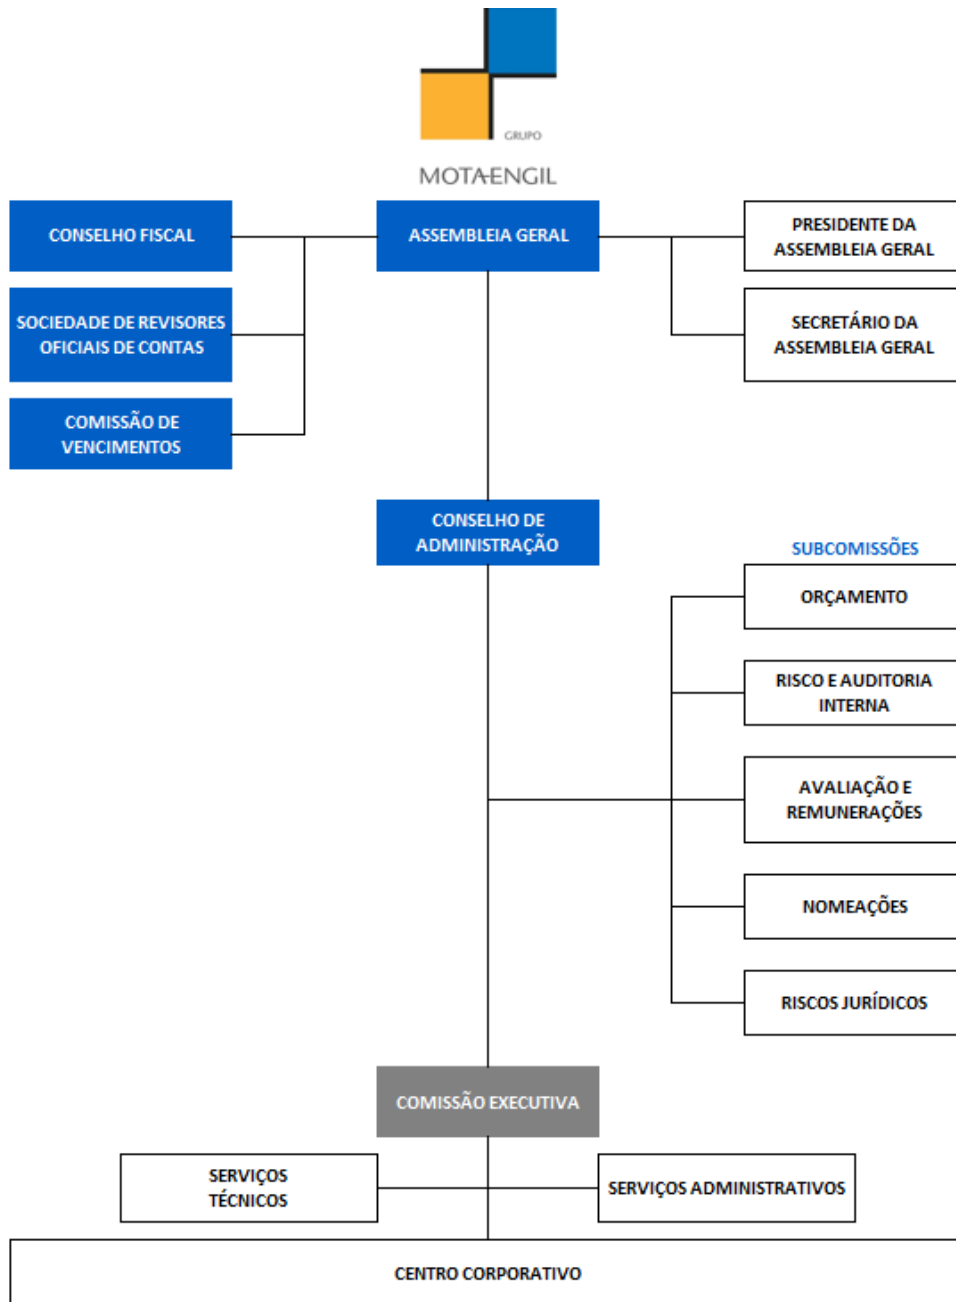 GRUPO
MOTA-ENGIL
CONSELHO FISCAL
ASSEMBLEIA GERAL
PRESIDENTE DA
ASSEMBLEIA GERAL
SOCIEDADE DE REVISORES
OFICIAIS DE CONTAS
SECRETÁRIO DA
ASSEMBLEIA GERAL
COMISSÃO DE
VENCIMENTOS
CONSELHO DE
ADMINISTRAÇÃO
SUBCOMISSÕES
ORÇAMENTO
RISCO E AUDITORIA
INTERNA
AVALIAÇÃO E
REMUNERAÇÕES
NOMEAÇÕES
RISCOS JURÍDICOS
COMISSÃO EXECUTIVA
SERVIÇOS
TÉCNICOS
SERVIÇOS ADMINISTRATIVOS
CENTRO CORPORATIVO